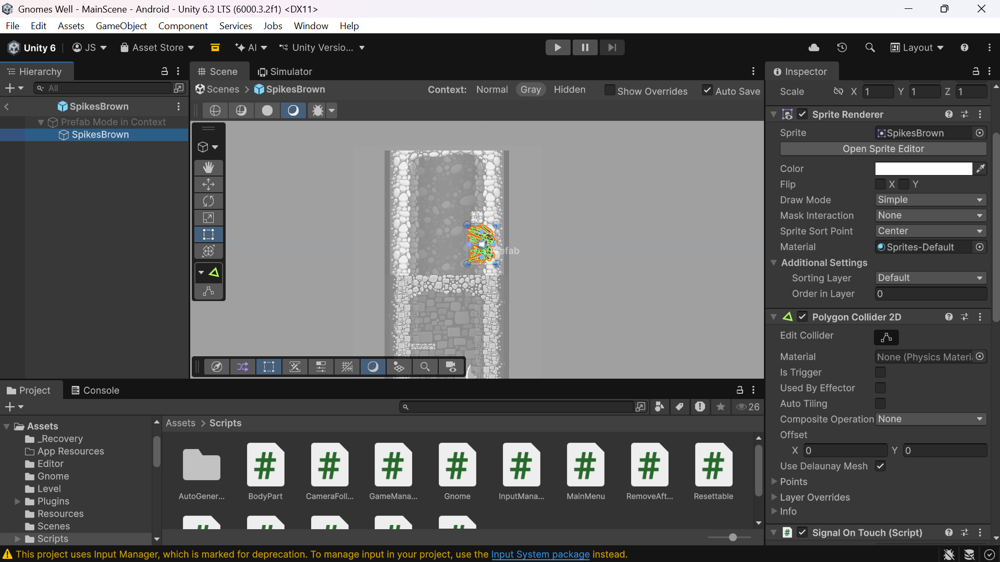 Gnomes Well - MainScene - Android - Unity 6.3 LTS (6000.3.2f1) <DX11>
File Edit Assets GameObject Component Services Jobs Window Help
Unity 6 JS Asset Store AI Unity Versio... Layout
Hierarchy
All
SpikesBrown
Prefab Mode in Context
SpikesBrown
Scene Simulator
Scenes > SpikesBrown Context: Normal Gray Hidden Show Overrides Auto Save
Inspector
Scale X 1 Y 1 Z 1
Sprite Renderer
Sprite SpikesBrown
Open Sprite Editor
Color
Flip X Y
Draw Mode Simple
Mask Interaction None
Sprite Sort Point Center
Material Sprites-Default
Additional Settings
Sorting Layer Default
Order in Layer 0
Polygon Collider 2D
Edit Collider
Material None (Physics Materi
Is Trigger
Used By Effector
Auto Tiling
Composite Operation None
Offset
X 0 Y 0
Use Delaunay Mesh
Points
Layer Overrides
Info
Signal On Touch (Script)
Project Console
26
Assets
_Recovery
App Resources
Editor
Gnome
Level
Plugins
Resources
Scenes
Scripts
Assets > Scripts
AutoGener... BodyPart CameraFoll... GameMana... Gnome InputMana... MainMenu RemoveAft... Resettable
This project uses Input Manager, which is marked for deprecation. To manage input in your project, use the Input System package instead.